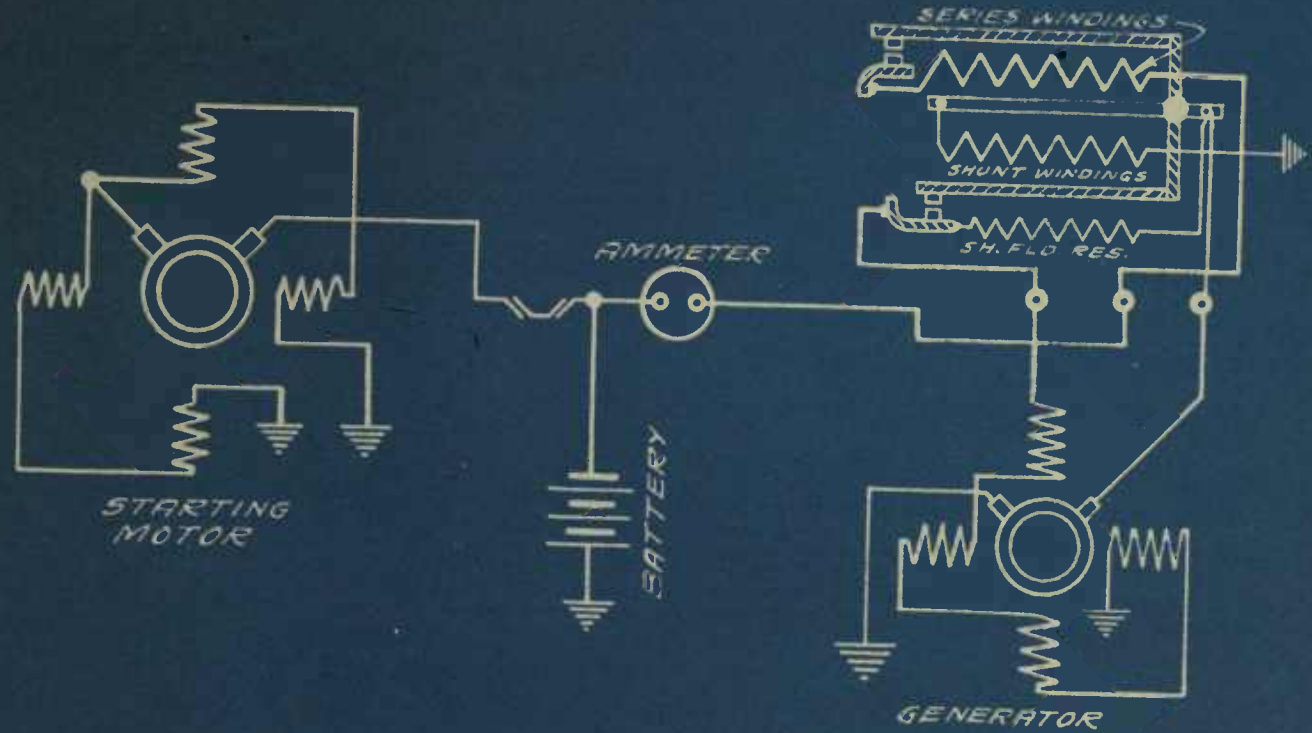 SERIES WINDINGS
SHUNT WINDINGS
SH. FLD RES.
AMMETER
BATTERY
STARTING
MOTOR
GENERATOR